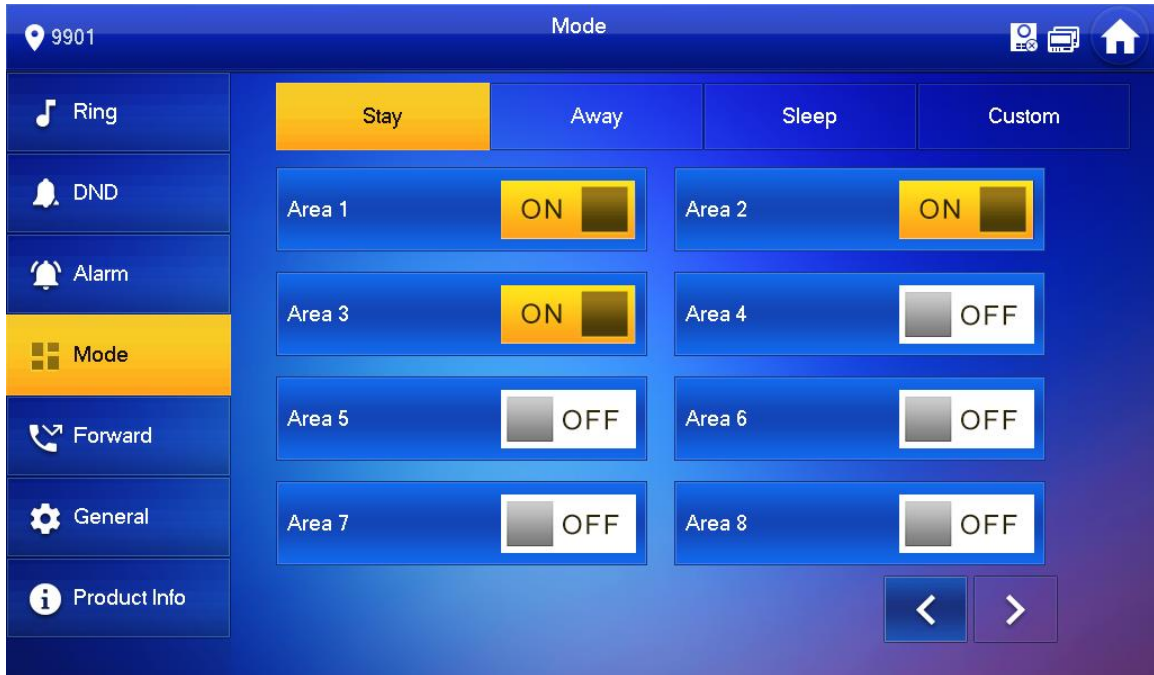 9901
Mode
Ring
DND
Alarm
Mode
Forward
General
Product Info
Stay
Away
Sleep
Custom
Area 1
ON
Area 2
ON
Area 3
ON
Area 4
OFF
Area 5
OFF
Area 6
OFF
Area 7
OFF
Area 8
OFF